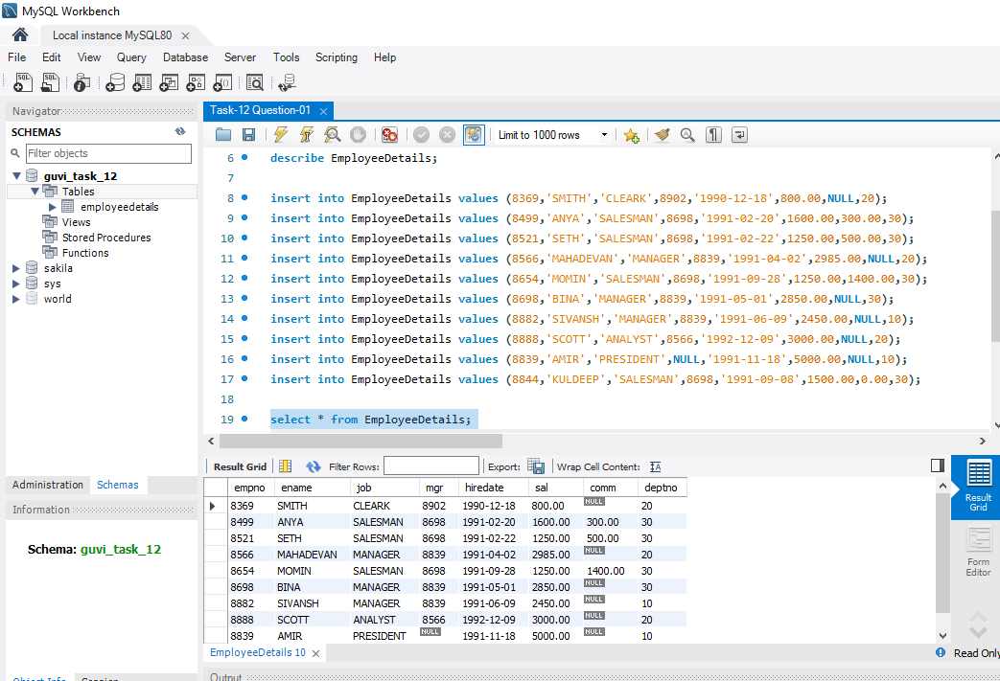 MySQL Workbench
Local instance MySQL80
File Edit View Query Database Server Tools Scripting Help
Navigator
SCHEMAS
Filter objects
guvi_task_12
Tables
employeedetails
Views
Stored Procedures
Functions
sakila
sys
world
Administration Schemas
Information
Schema: guvi_task_12
Object Info Session
Task-12 Question-01
Limit to 1000 rows
6 describe EmployeeDetails;
7
8 insert into EmployeeDetails values (8369,'SMITH','CLEARK',8902,'1990-12-18',800.00,NULL,20);
9 insert into EmployeeDetails values (8499,'ANYA','SALESMAN',8698,'1991-02-20',1600.00,300.00,30);
10 insert into EmployeeDetails values (8521,'SETH','SALESMAN',8698,'1991-02-22',1250.00,500.00,30);
11 insert into EmployeeDetails values (8566,'MAHADEVAN','MANAGER',8839,'1991-04-02',2985.00,NULL,20);
12 insert into EmployeeDetails values (8654,'MOMIN','SALESMAN',8698,'1991-09-28',1250.00,1400.00,30);
13 insert into EmployeeDetails values (8698,'BINA','MANAGER',8839,'1991-05-01',2850.00,NULL,30);
14 insert into EmployeeDetails values (8882,'SIVANSH','MANAGER',8839,'1991-06-09',2450.00,NULL,10);
15 insert into EmployeeDetails values (8888,'SCOTT','ANALYST',8566,'1992-12-09',3000.00,NULL,20);
16 insert into EmployeeDetails values (8839,'AMIR','PRESIDENT',NULL,'1991-11-18',5000.00,NULL,10);
17 insert into EmployeeDetails values (8844,'KULDEEP','SALESMAN',8698,'1991-09-08',1500.00,0.00,30);
18
19 select * from EmployeeDetails;
Result Grid Filter Rows: Export: Wrap Cell Content:
empno ename job mgr hiredate sal comm deptno
8369 SMITH CLEARK 8902 1990-12-18 800.00 NULL 20
8499 ANYA SALESMAN 8698 1991-02-20 1600.00 300.00 30
8521 SETH SALESMAN 8698 1991-02-22 1250.00 500.00 30
8566 MAHADEVAN MANAGER 8839 1991-04-02 2985.00 NULL 20
8654 MOMIN SALESMAN 8698 1991-09-28 1250.00 1400.00 30
8698 BINA MANAGER 8839 1991-05-01 2850.00 NULL 30
8882 SIVANSH MANAGER 8839 1991-06-09 2450.00 NULL 10
8888 SCOTT ANALYST 8566 1992-12-09 3000.00 NULL 20
8839 AMIR PRESIDENT NULL 1991-11-18 5000.00 NULL 10
Result
Grid
Form
Editor
EmployeeDetails 10
Read Only
Output